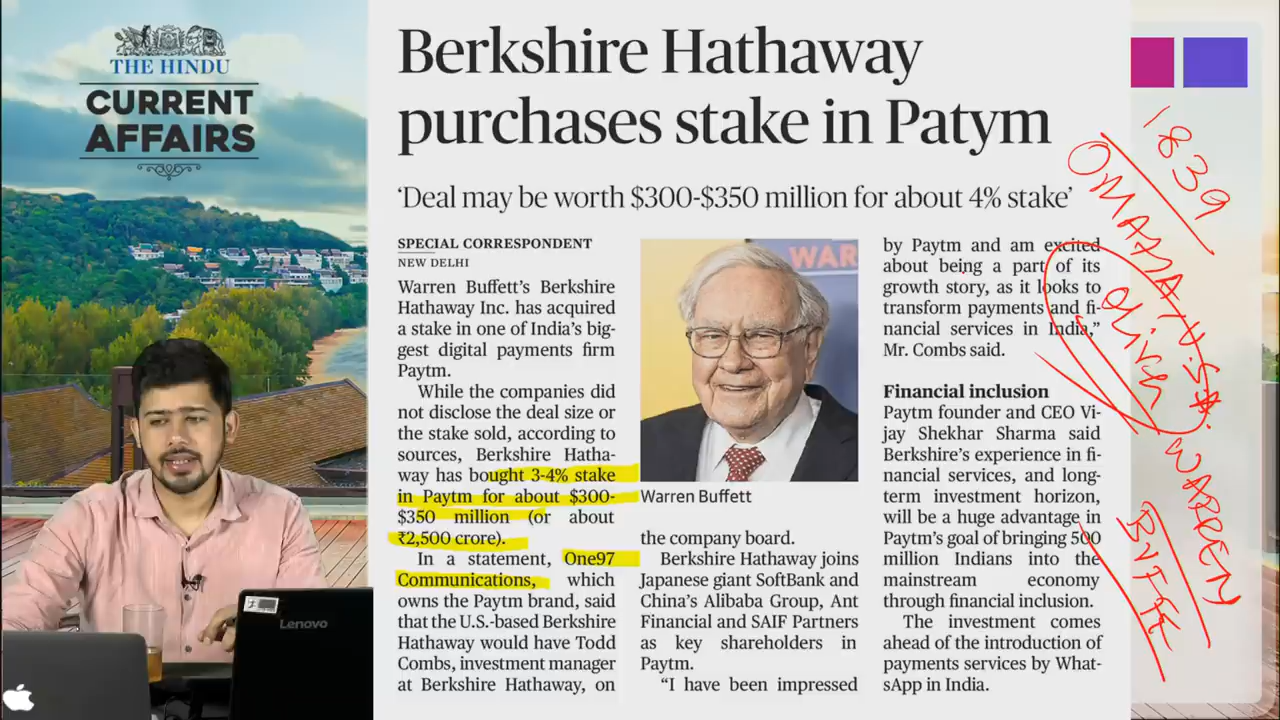 THE HINDU
CURRENT
AFFAIRS
Berkshire Hathaway
purchases stake in Patym
‘Deal may be worth $300-$350 million for about 4% stake’
SPECIAL CORRESPONDENT
NEW DELHI
Warren Buffett’s Berkshire
Hathaway Inc. has acquired
a stake in one of India’s big-
gest digital payments firm
Paytm.
While the companies did
not disclose the deal size or
the stake sold, according to
sources, Berkshire Hatha-
way has bought 3-4% stake
in Paytm for about $300-
$350 million (or about
₹2,500 crore).
In a statement, One97
Communications, which
owns the Paytm brand, said
that the U.S.-based Berkshire
Hathaway would have Todd
Combs, investment manager
at Berkshire Hathaway, on
WAR
Warren Buffett
the company board.
Berkshire Hathaway joins
Japanese giant SoftBank and
China’s Alibaba Group, Ant
Financial and SAIF Partners
as key shareholders in
Paytm.
“I have been impressed
by Paytm and am excited
about being a part of its
growth story, as it looks to
transform payments and fi-
nancial services in India,”
Mr. Combs said.
Financial inclusion
Paytm founder and CEO Vi-
jay Shekhar Sharma said
Berkshire’s experience in fi-
nancial services, and long-
term investment horizon,
will be a huge advantage in
Paytm’s goal of bringing 500
million Indians into the
mainstream economy
through financial inclusion.
The investment comes
ahead of the introduction of
payments services by What-
sApp in India.
1839
WARREN
Lenovo